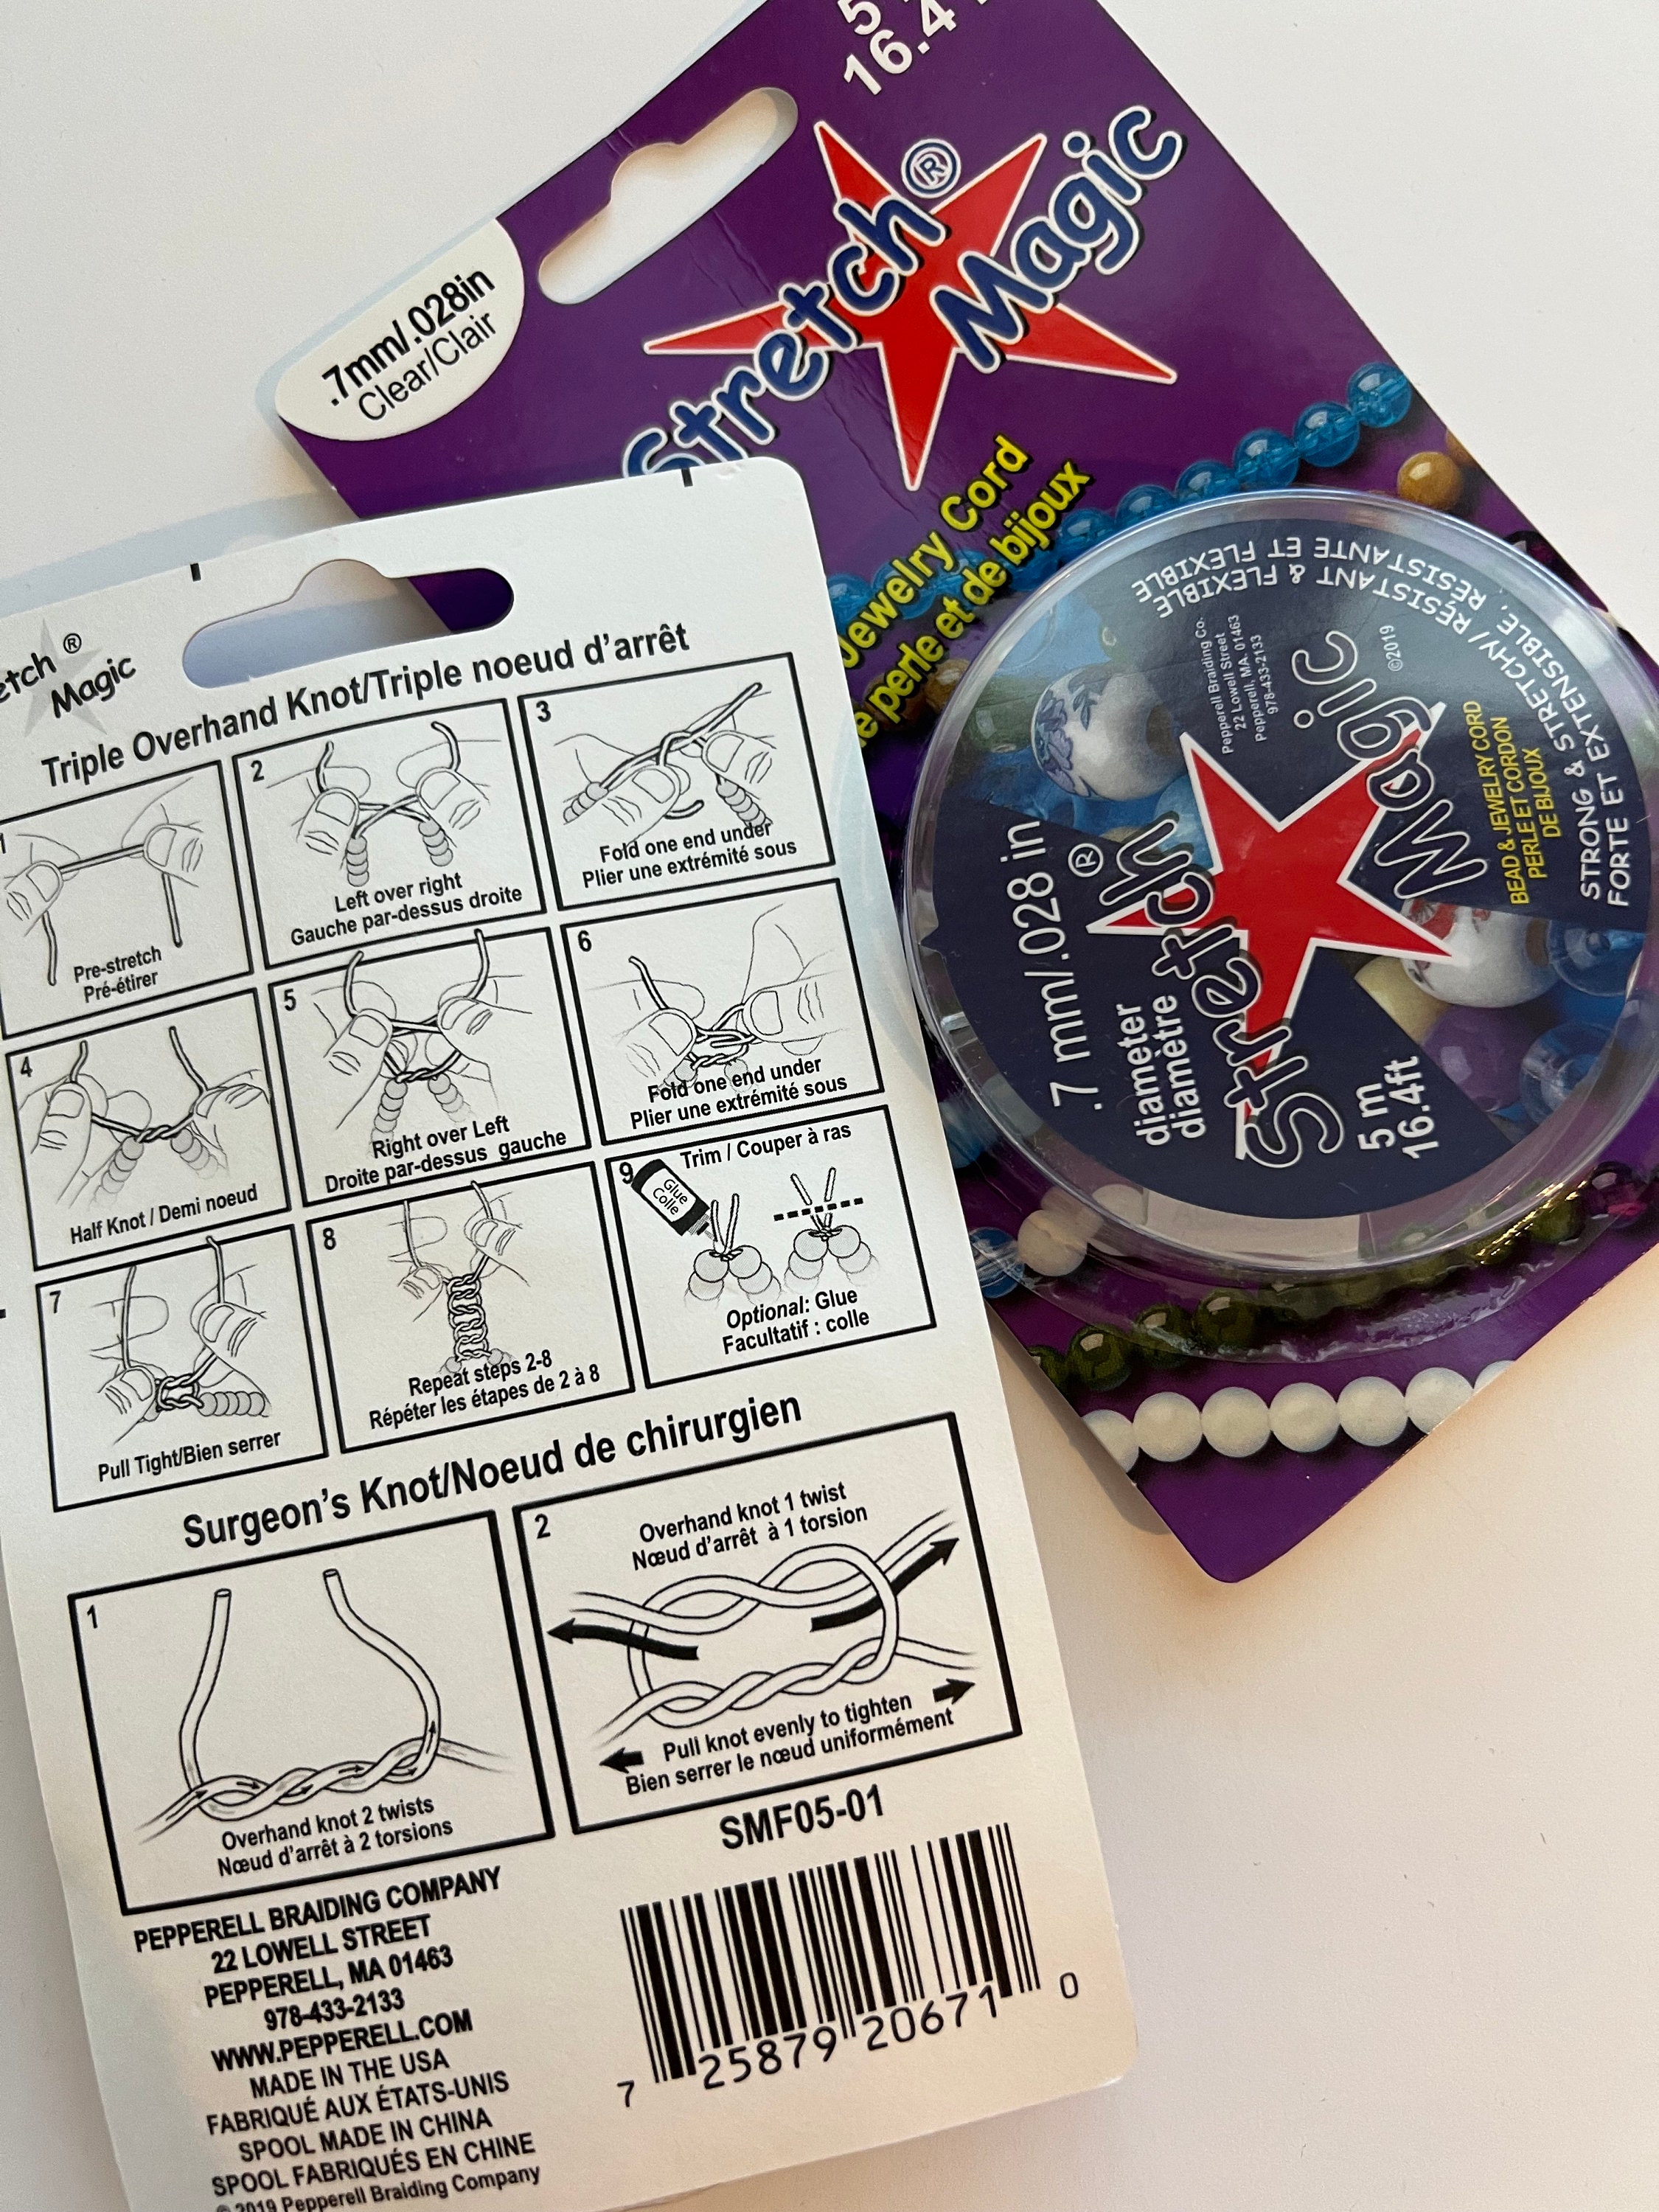 16.4
.7mm/.028in
Clear/Clair
Stretch®
Magic
Jewelry Cord
perle et de bijoux
STRONG & STRETCHY/ RÉSISTANT & FLEXIBLE
FORTE ET EXTENSIBLE, RÉSISTANTE ET FLEXIBLE
Pepperell Braiding Co.
22 Lowell Street
Pepperell, MA. 01463
978-433-2133
©2019
.7 mm/.028 in
diameter
diamètre
Stretch®
Magic
BEAD & JEWELRY CORD
PERLE ET CORDON
DE BIJOUX
5 m
16.4ft
®
Magic
Triple Overhand Knot/Triple noeud d'arrêt
1
Pre-stretch
Pré-étirer
2
Left over right
Gauche par-dessus droite
3
Fold one end under
Plier une extrémité sous
4
Half Knot / Demi noeud
5
Right over Left
Droite par-dessus gauche
6
Fold one end under
Plier une extrémité sous
7
Pull Tight/Bien serrer
8
Repeat steps 2-8
Répéter les étapes de 2 à 8
9
Trim / Couper à ras
Glue
Colle
Optional: Glue
Facultatif : colle
Surgeon's Knot/Noeud de chirurgien
1
Overhand knot 2 twists
Nœud d'arrêt à 2 torsions
2
Overhand knot 1 twist
Nœud d'arrêt à 1 torsion
Pull knot evenly to tighten
Bien serrer le nœud uniformément
SMF05-01
PEPPERELL BRAIDING COMPANY
22 LOWELL STREET
PEPPERELL, MA 01463
978-433-2133
WWW.PEPPERELL.COM
MADE IN THE USA
FABRIQUÉ AUX ÉTATS-UNIS
SPOOL MADE IN CHINA
SPOOL FABRIQUÉS EN CHINE
© 2019 Pepperell Braiding Company
7 25879 20671 0